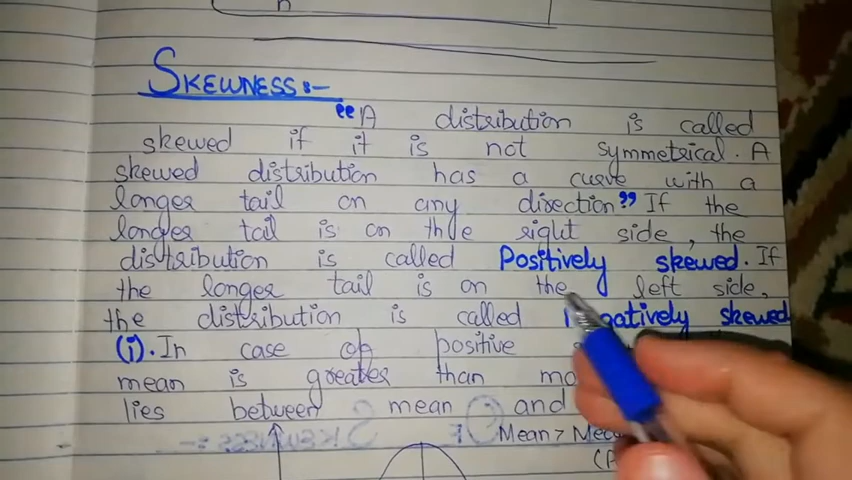 n
SKEWNESS:-
"A distribution is called
skewed if it is not symmetrical. A
skewed distribution has a curve with a
longer tail on any direction" If the
longer tail is on the right side, the
distribution is called Positively skewed. If
the longer tail is on the left side,
the distribution is called negatively skewed
(i). In case of positive
mean is greater than
lies between mean and
Mean >